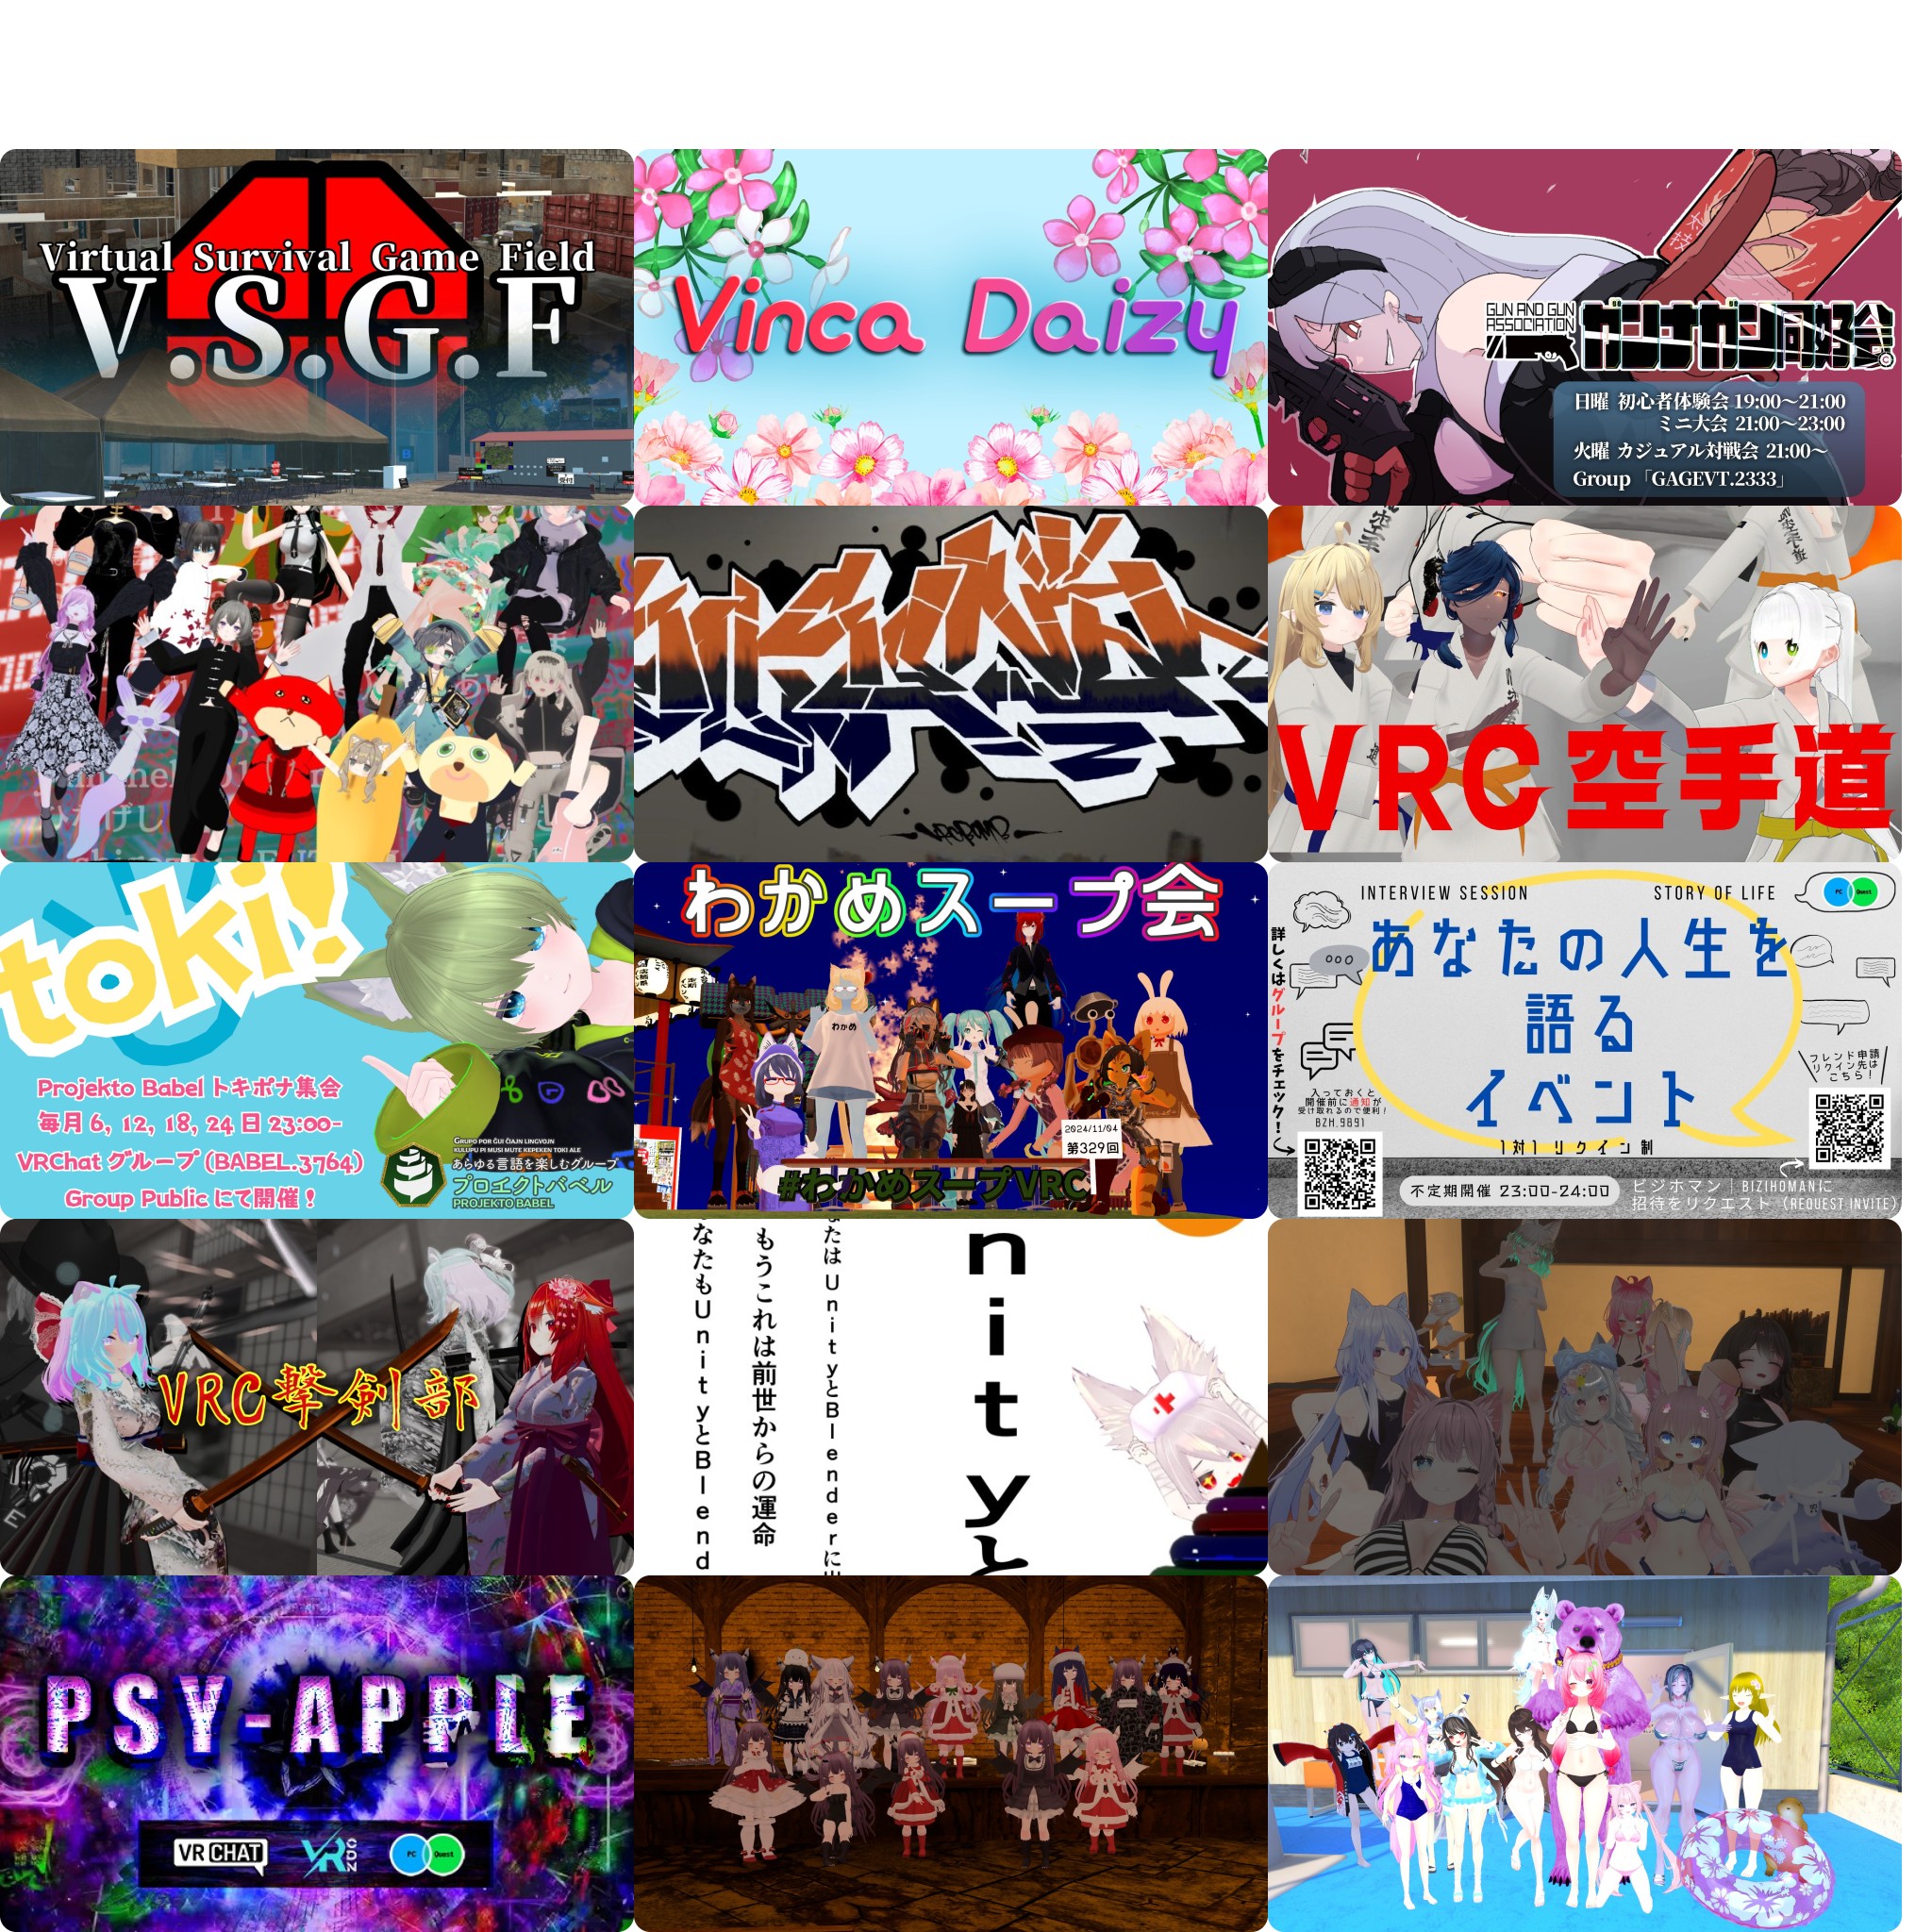 Virtual Survival Game Field
V.S.G.F
受付
Vinca Daizy
GUN AND GUN
ASSOCIATION
ガンナガン同好会
日曜 初心者体験会 19:00〜21:00
ミニ大会 21:00〜23:00
火曜 カジュアル対戦会 21:00〜
Group「GAGEVT.2333」
VRCBOMB
VRC空手道
toki!
Projekto Babel トキポナ集会
毎月 6, 12, 18, 24 日 23:00-
VRChat グループ (BABEL.3764)
Group Public にて開催！
GRUPO POR ĜUI ĈIAJN LINGVOJN
KULUPU PI MUSI MUTE KEPEKEN TOKI ALE
あらゆる言語を楽しむグループ
プロエクトバベル
PROJEKTO BABEL
わかめスープ会
わかめ
2024/11/04
第329回
#わかめスープVRC
INTERVIEW SESSION
STORY OF LIFE
PC
Quest
あなたの人生を
語る
イベント
1対1 リクイン制
詳しくはグループをチェック！
入っておくと
開催前に通知が
受け取れるので便利！
BZH.9891
フレンド申請
リクイン先は
こちら！
不定期開催 23:00-24:00
ビジホマン｜BIZIHOMANに
招待をリクエスト（REQUEST INVITE）
VRC撃剣部
nityと
たは UnityとBlenderに
もうこれは前世からの運命
なたもUnityとBlend
PSY-APPLE
VRCHAT
VR
ZOO
PC
Quest